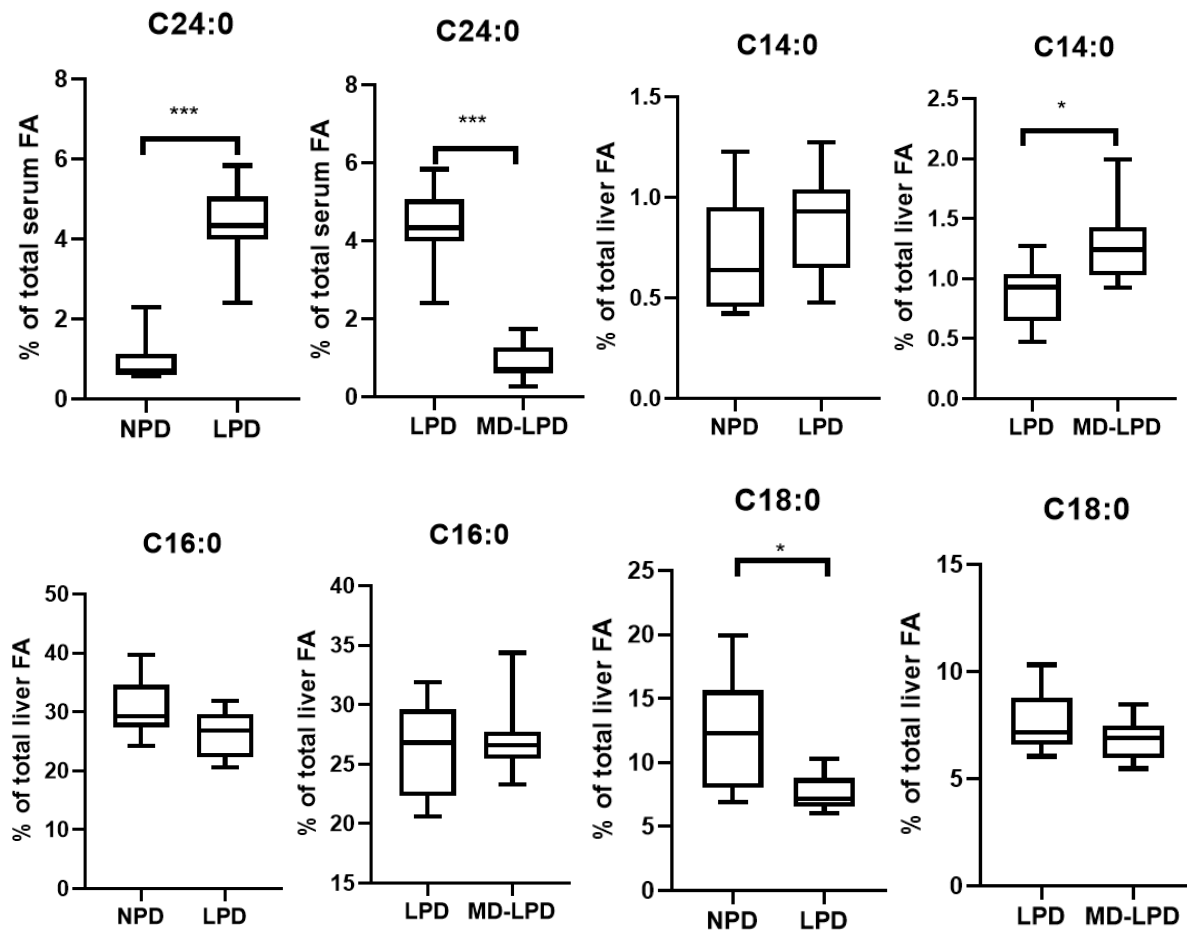 C24:0
% of total serum FA
8
6
4
2
0
***
NPD LPD
C24:0
% of total serum FA
8
6
4
2
0
***
LPD MD-LPD
C14:0
% of total liver FA
1.5
1.0
0.5
0.0
NPD LPD
C14:0
% of total liver FA
2.5
2.0
1.5
1.0
0.5
0.0
*
LPD MD-LPD
C16:0
% of total liver FA
50
40
30
20
10
0
NPD LPD
C16:0
% of total liver FA
40
35
30
25
20
15
LPD MD-LPD
C18:0
% of total liver FA
25
20
15
10
5
0
*
NPD LPD
C18:0
% of total liver FA
15
10
5
0
LPD MD-LPD